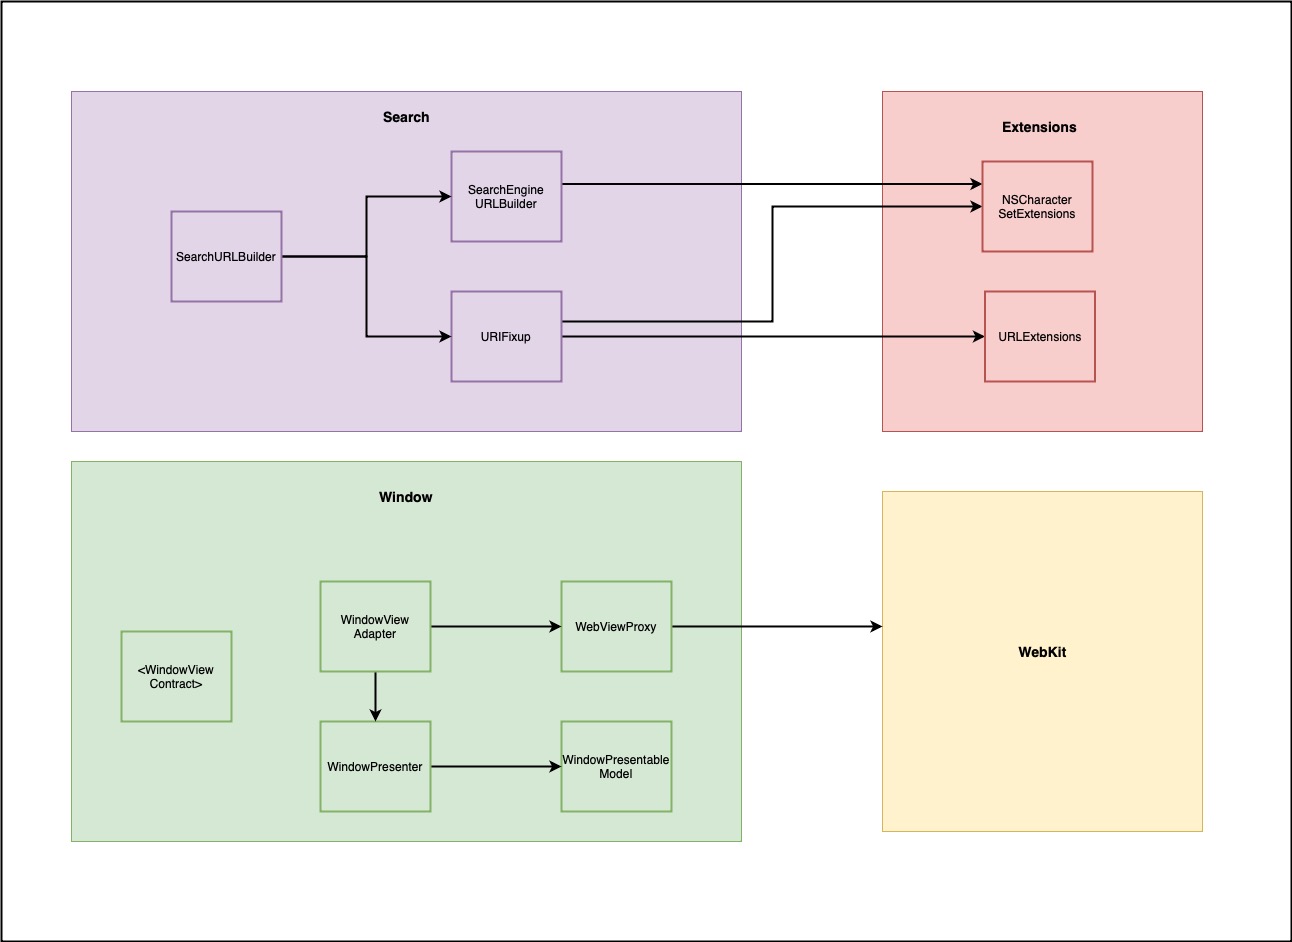 Search
SearchEngine
URLBuilder
SearchURLBuilder
URIFixup
Extensions
NSCharacter
SetExtensions
URLExtensions
Window
WindowView
Adapter
WebViewProxy
<WindowView
Contract>
WindowPresenter
WindowPresentable
Model
WebKit